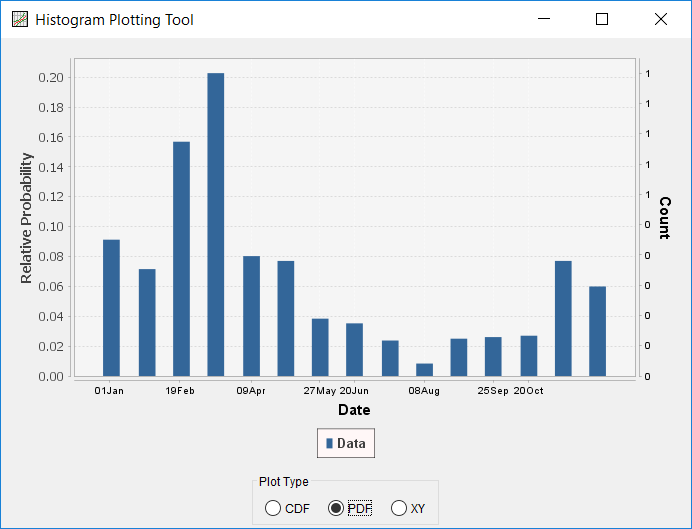 Histogram Plotting Tool
0.20
0.18
0.16
0.14
0.12
0.10
0.08
0.06
0.04
0.02
0.00
Relative Probability
1
1
1
1
1
0
0
0
0
0
0
Count
01Jan 19Feb 09Apr 27May 20Jun 08Aug 25Sep 20Oct
Date
Data
Plot Type
CDF PDF XY